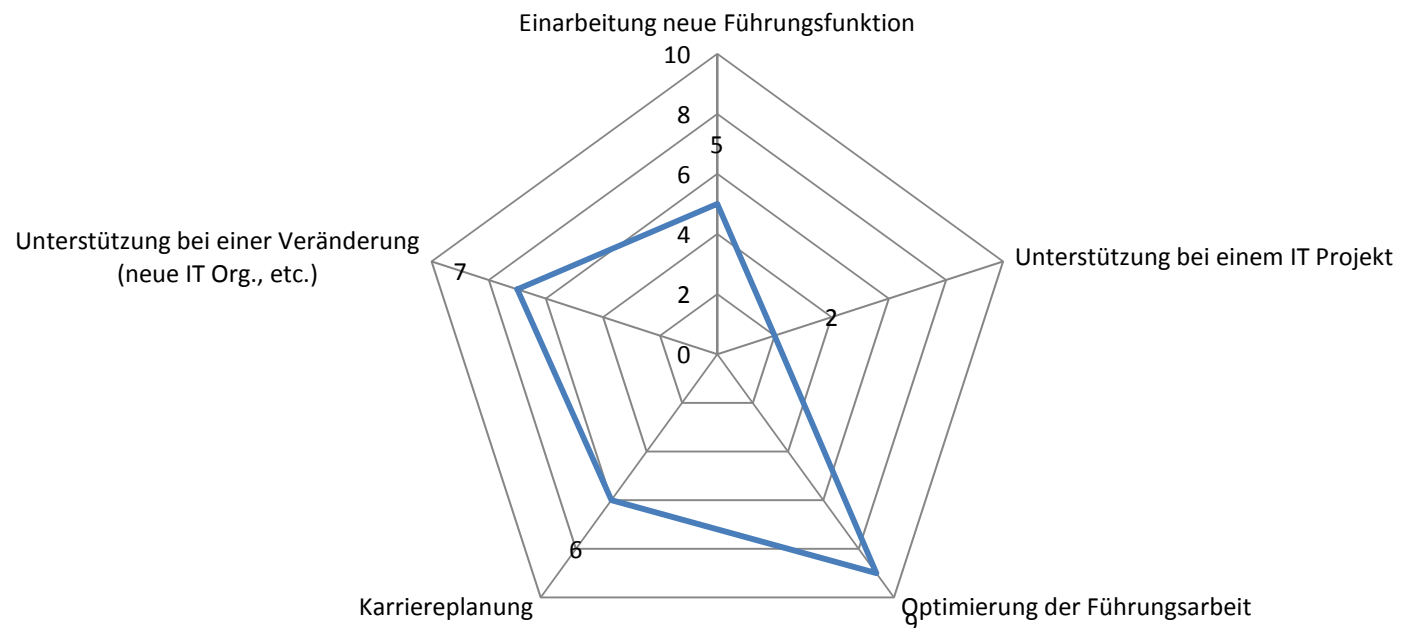 Einarbeitung neue Führungsfunktion
10
8
5
6
Unterstützung bei einer Veränderung
(neue IT Org., etc.)
7
4
Unterstützung bei einem IT Projekt
2
2
0
6
Karriereplanung
Optimierung der Führungsarbeit
9